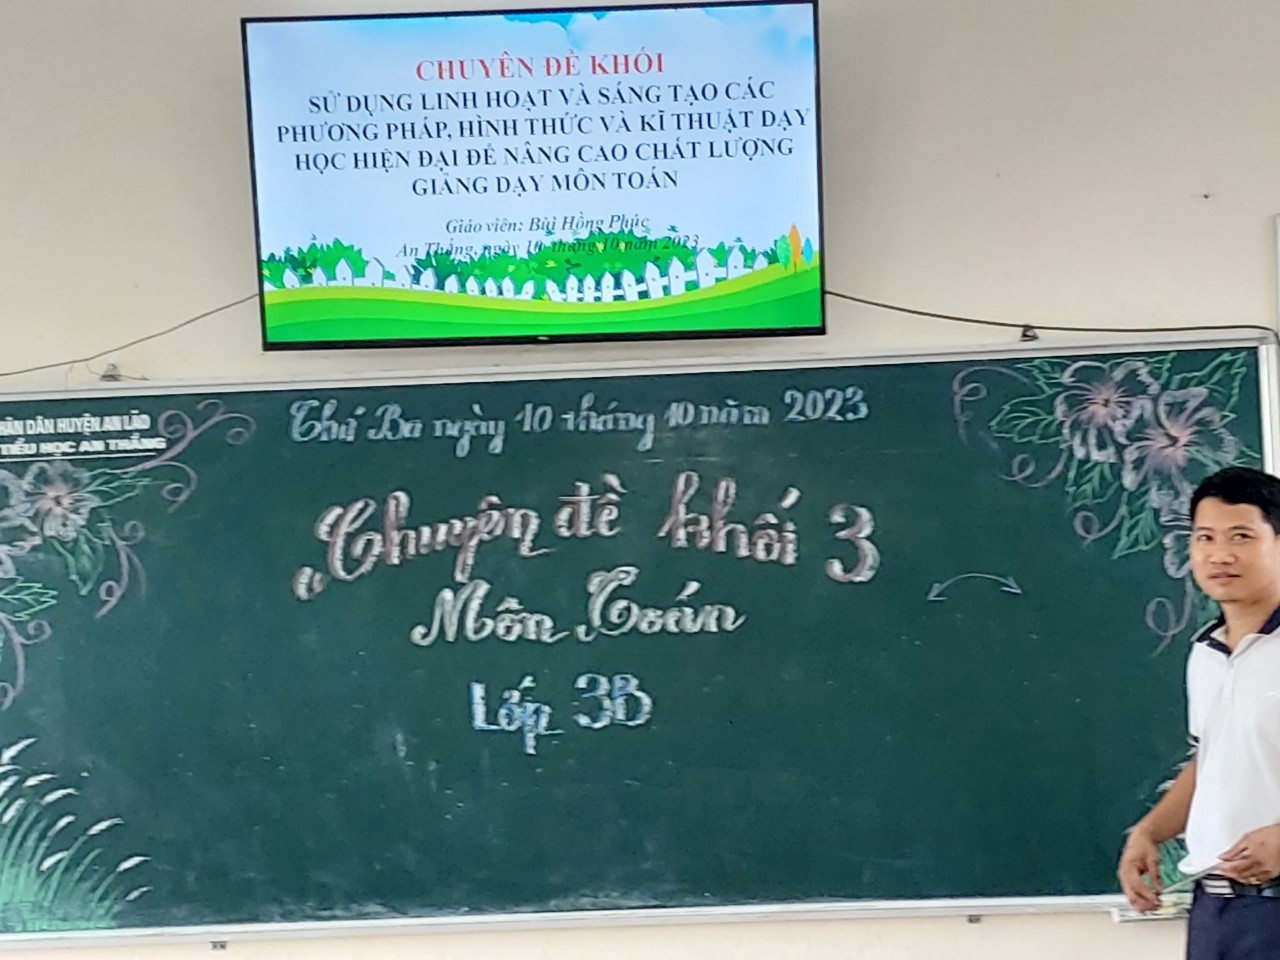 CHUYÊN ĐỀ KHỐI
SỬ DỤNG LINH HOẠT VÀ SÁNG TẠO CÁC
PHƯƠNG PHÁP, HÌNH THỨC VÀ KĨ THUẬT DẠY
HỌC HIỆN ĐẠI ĐỂ NÂNG CAO CHẤT LƯỢNG
GIẢNG DẠY MÔN TOÁN
Giáo viên: Bùi Hồng Phúc
An Thắng, ngày 10 tháng 10 năm 2023
DÂN HUYỆN AN LÃO
TIỂU HỌC AN THẮNG
Thứ Ba ngày 10 tháng 10 năm 2023
Chuyên đề khối 3
Môn Toán
Lớp 3B